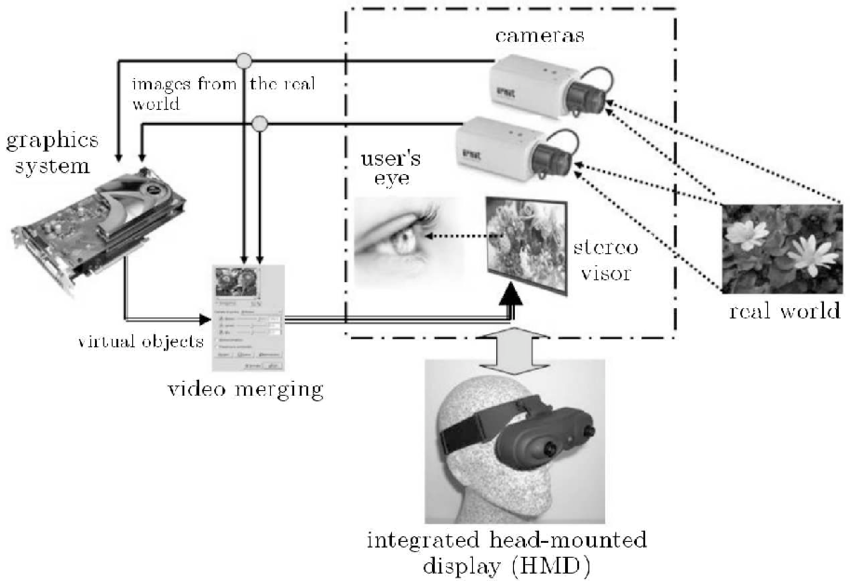 cameras
images from the real
world
graphics
system
user's
eye
stereo
visor
real world
virtual objects
video merging
integrated head-mounted
display (HMD)